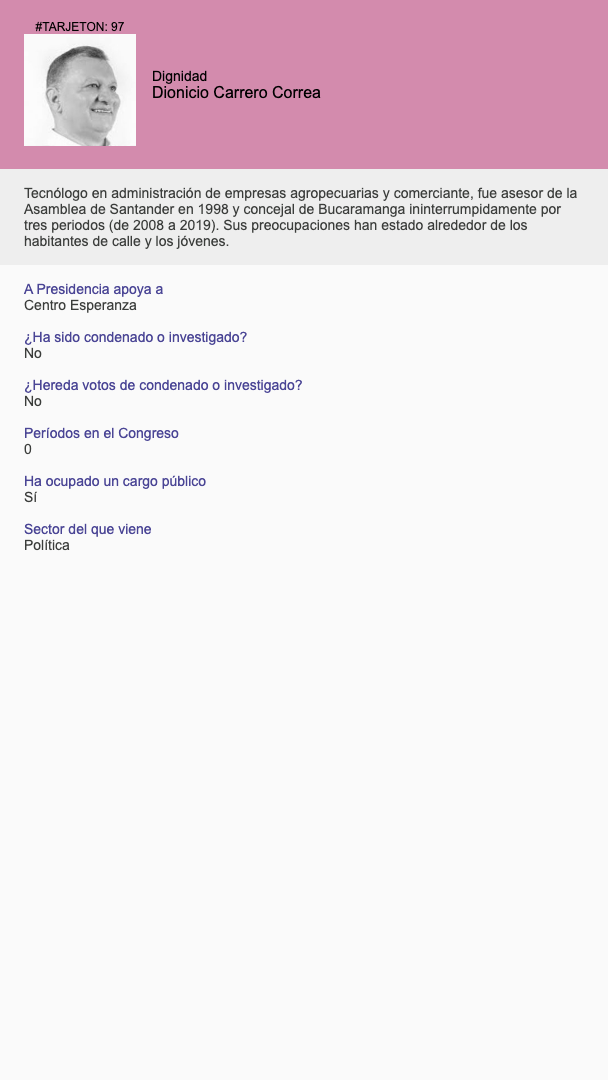 #TARJETON: 97
Dignidad
Dionicio Carrero Correa
Tecnólogo en administración de empresas agropecuarias y comerciante, fue asesor de la
Asamblea de Santander en 1998 y concejal de Bucaramanga ininterrumpidamente por
tres periodos (de 2008 a 2019). Sus preocupaciones han estado alrededor de los
habitantes de calle y los jóvenes.
A Presidencia apoya a
Centro Esperanza
¿Ha sido condenado o investigado?
No
¿Hereda votos de condenado o investigado?
No
Períodos en el Congreso
0
Ha ocupado un cargo público
Sí
Sector del que viene
Política